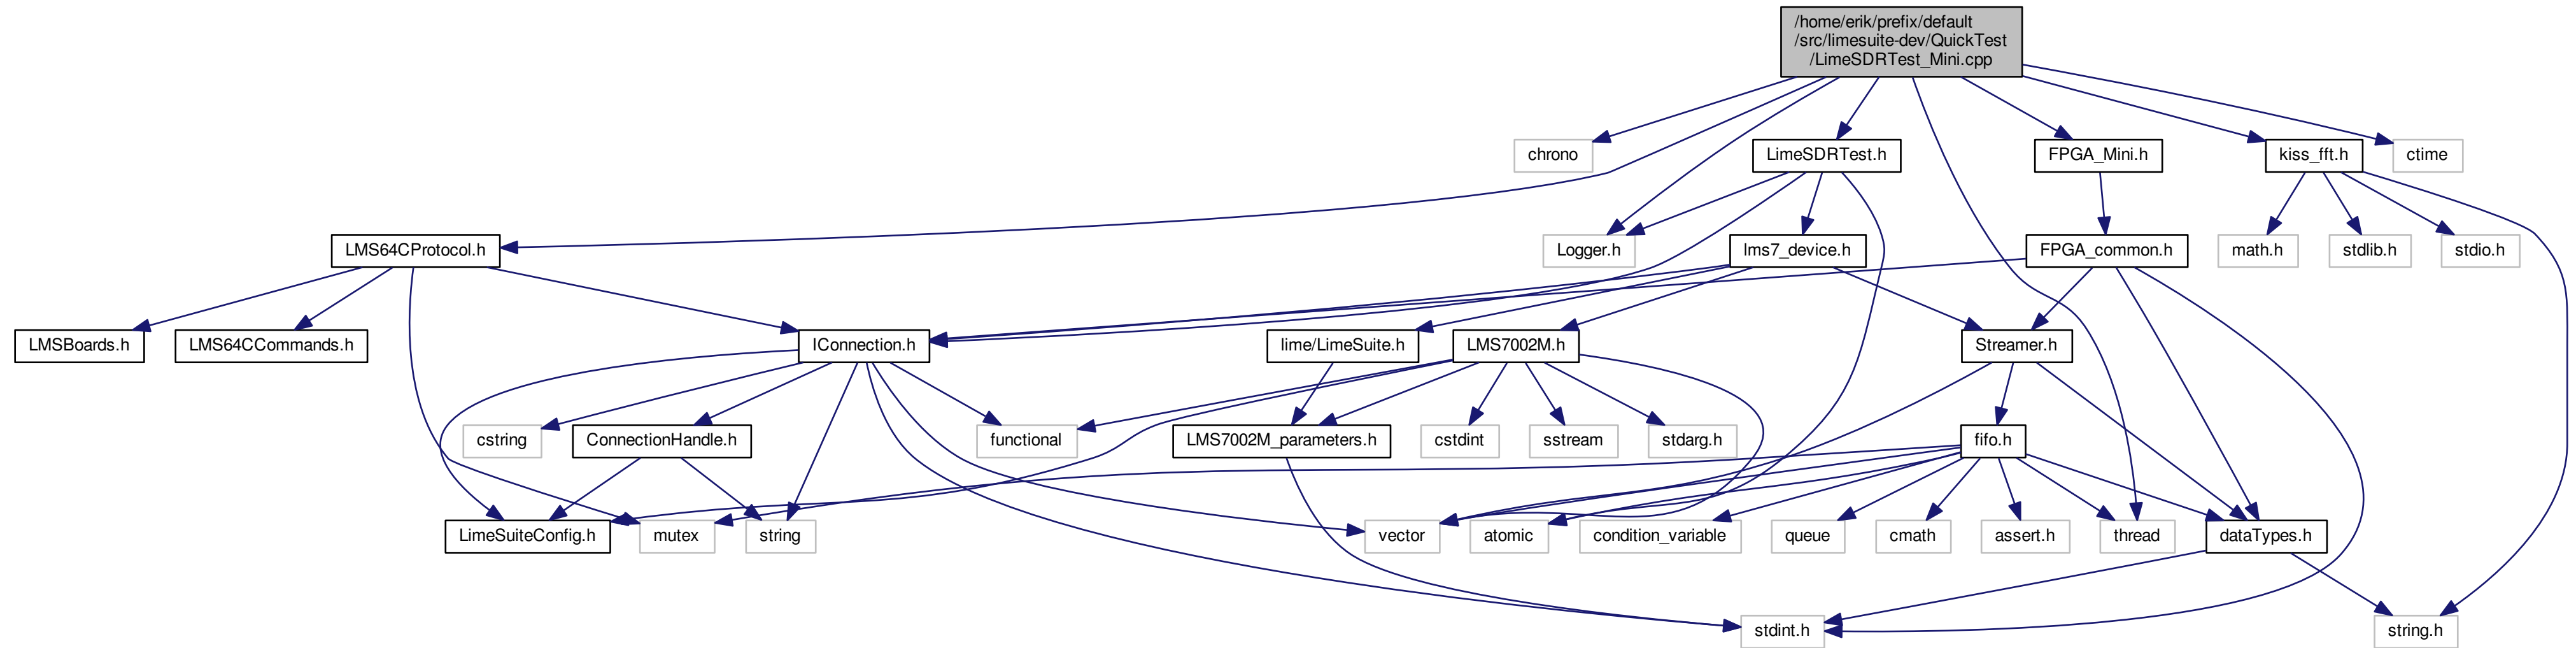 /home/erik/prefix/default
/src/limesuite-dev/QuickTest
/LimeSDRTest_Mini.cpp
chrono
LimeSDRTest.h
FPGA_Mini.h
kiss_fft.h
ctime
LMS64CProtocol.h
Logger.h
lms7_device.h
FPGA_common.h
math.h
stdlib.h
stdio.h
LMSBoards.h
LMS64CCommands.h
IConnection.h
lime/LimeSuite.h
LMS7002M.h
Streamer.h
cstring
ConnectionHandle.h
functional
LMS7002M_parameters.h
cstdint
sstream
stdarg.h
fifo.h
LimeSuiteConfig.h
mutex
string
vector
atomic
condition_variable
queue
cmath
assert.h
thread
dataTypes.h
stdint.h
string.h